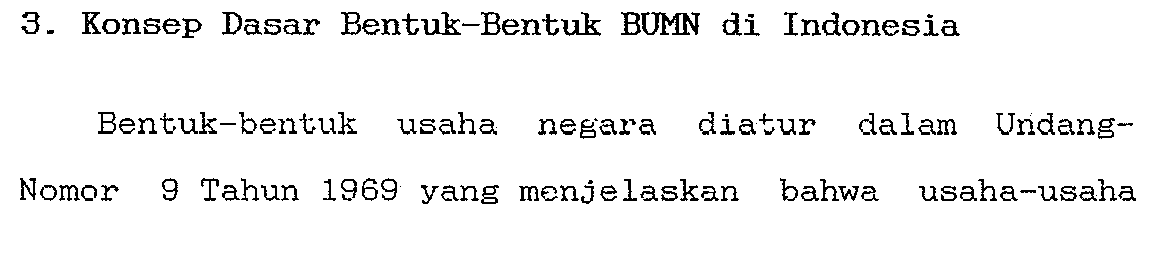 3. Konsep Dasar Bentuk-Bentuk BUMN di Indonesia
Bentuk-bentuk usaha negara diatur dalam Undang-
Nomor 9 Tahun 1969 yang menjelaskan bahwa usaha-usaha